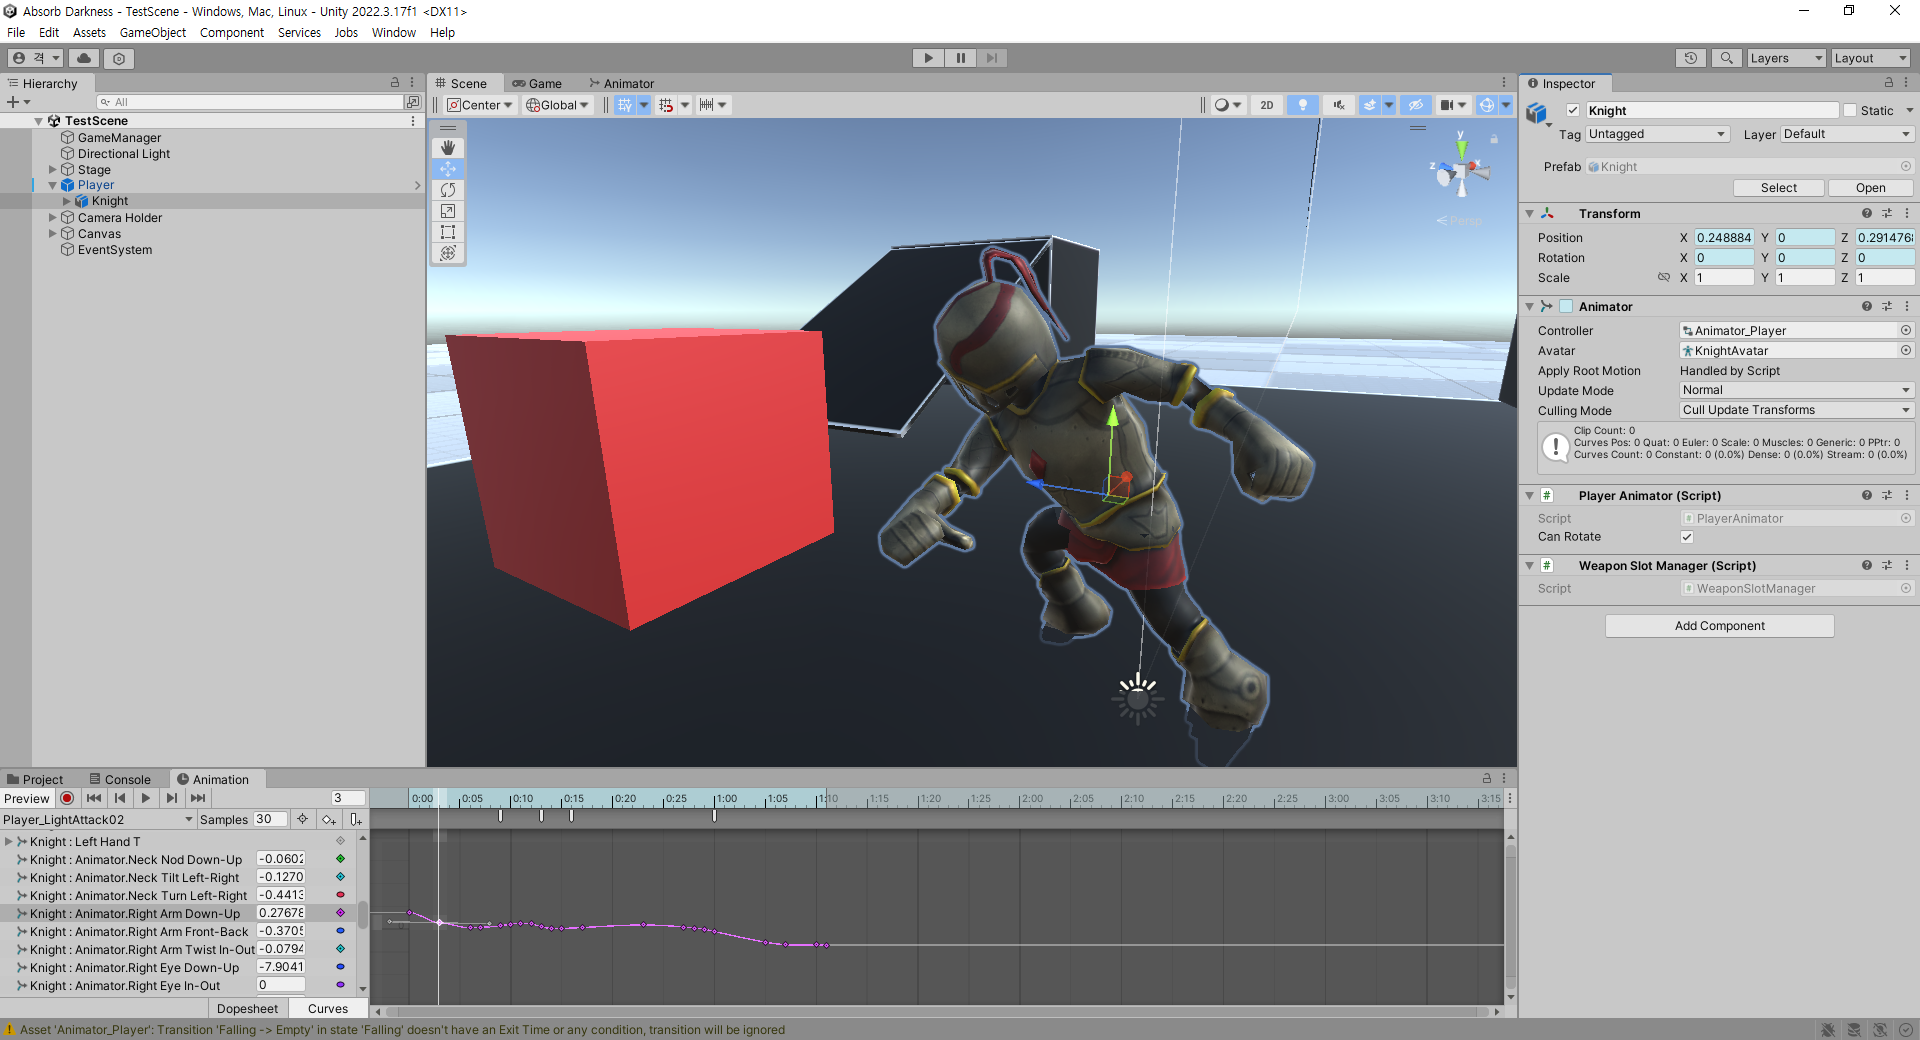 Absorb Darkness - TestScene - Windows, Mac, Linux - Unity 2022.3.17f1 <DX11>
File Edit Assets GameObject Component Services Jobs Window Help
격 Layers Layout
Hierarchy
All
TestScene
GameManager
Directional Light
Stage
Player
Knight
Camera Holder
Canvas
EventSystem
Scene Game Animator
Center Global 2D
y
z x
Persp
Inspector
Knight Static
Tag Untagged Layer Default
Prefab Knight
Select Open
Transform
Position X 0.248884 Y 0 Z 0.291476
Rotation X 0 Y 0 Z 0
Scale X 1 Y 1 Z 1
Animator
Controller Animator_Player
Avatar KnightAvatar
Apply Root Motion Handled by Script
Update Mode Normal
Culling Mode Cull Update Transforms
Clip Count: 0
Curves Pos: 0 Quat: 0 Euler: 0 Scale: 0 Muscles: 0 Generic: 0 PPtr: 0
Curves Count: 0 Constant: 0 (0.0%) Dense: 0 (0.0%) Stream: 0 (0.0%)
# Player Animator (Script)
Script # PlayerAnimator
Can Rotate
# Weapon Slot Manager (Script)
Script # WeaponSlotManager
Add Component
Project Console Animation
Preview 3 0:00 0:05 0:10 0:15 0:20 0:25 1:00 1:05 1:10 1:15 1:20 1:25 2:00 2:05 2:10 2:15 2:20 2:25 3:00 3:05 3:10 3:15
Player_LightAttack02 Samples 30
Knight : Left Hand T
Knight : Animator.Neck Nod Down-Up -0.0602
Knight : Animator.Neck Tilt Left-Right -0.1270
Knight : Animator.Neck Turn Left-Right -0.4413
Knight : Animator.Right Arm Down-Up 0.27678
Knight : Animator.Right Arm Front-Back -0.3705
Knight : Animator.Right Arm Twist In-Out -0.0794
Knight : Animator.Right Eye Down-Up -7.9041
Knight : Animator.Right Eye In-Out 0
Dopesheet Curves
Asset 'Animator_Player': Transition 'Falling -> Empty' in state 'Falling' doesn't have an Exit Time or any condition, transition will be ignored